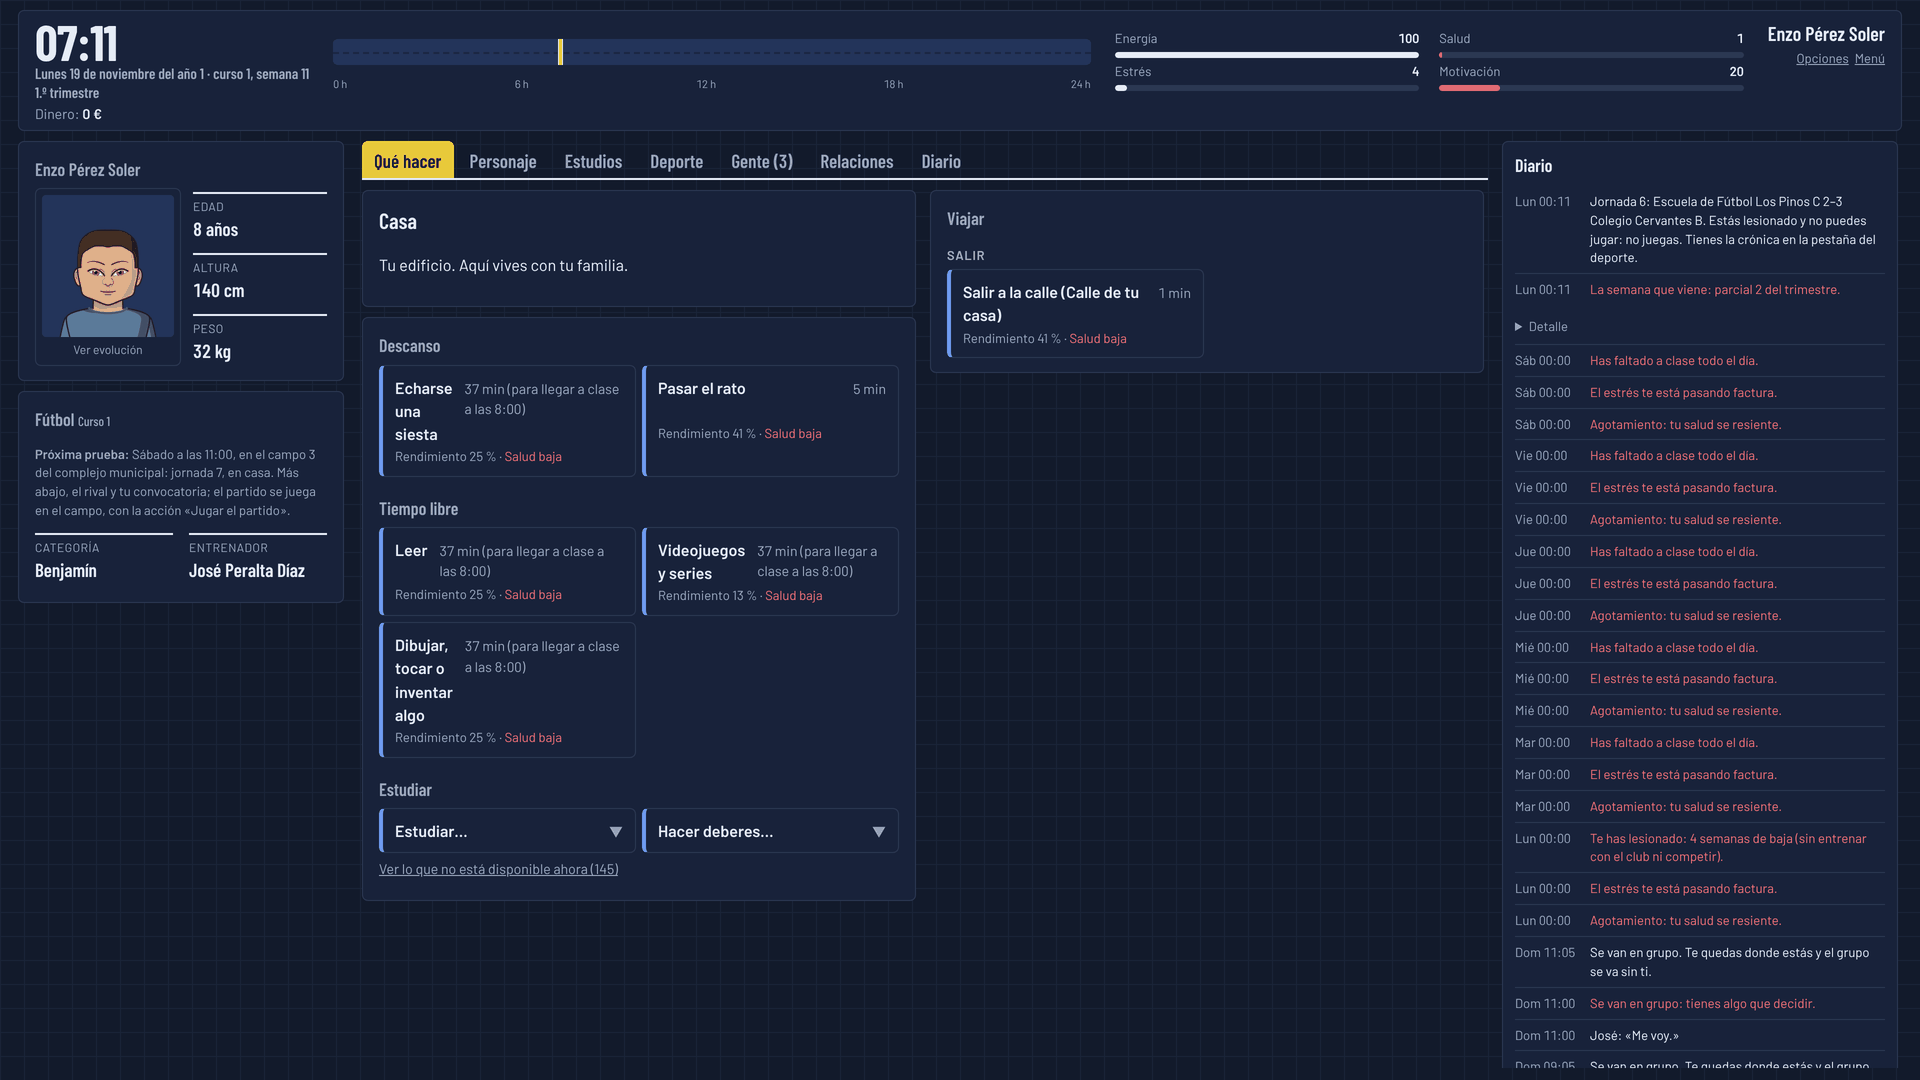 07:11
Lunes 19 de noviembre del año 1 · curso 1, semana 11
1.º trimestre
Dinero: 0 €
0 h
6 h
12 h
18 h
24 h
Energía 100
Estrés 4
Salud 1
Motivación 20
Enzo Pérez Soler
Opciones Menú
Enzo Pérez Soler
Ver evolución
EDAD
8 años
ALTURA
140 cm
PESO
32 kg
Fútbol Curso 1
Próxima prueba: Sábado a las 11:00, en el campo 3
del complejo municipal: jornada 7, en casa. Más
abajo, el rival y tu convocatoria; el partido se juega
en el campo, con la acción «Jugar el partido».
CATEGORÍA
Benjamín
ENTRENADOR
José Peralta Díaz
Qué hacer
Personaje
Estudios
Deporte
Gente (3)
Relaciones
Diario
Casa
Tu edificio. Aquí vives con tu familia.
Descanso
Echarse
una
siesta
37 min (para llegar a clase
a las 8:00)
Rendimiento 25 % · Salud baja
Pasar el rato
5 min
Rendimiento 41 % · Salud baja
Tiempo libre
Leer
37 min (para llegar a clase a
las 8:00)
Rendimiento 25 % · Salud baja
Videojuegos
y series
37 min (para llegar a
clase a las 8:00)
Rendimiento 13 % · Salud baja
Dibujar,
tocar o
inventar
algo
37 min (para llegar a clase
a las 8:00)
Rendimiento 25 % · Salud baja
Estudiar
Estudiar...
Hacer deberes...
Ver lo que no está disponible ahora (145)
Viajar
SALIR
Salir a la calle (Calle de tu
casa)
1 min
Rendimiento 41 % · Salud baja
Diario
Lun 00:11 Jornada 6: Escuela de Fútbol Los Pinos C 2–3
Colegio Cervantes B. Estás lesionado y no puedes
jugar: no juegas. Tienes la crónica en la pestaña del
deporte.
Lun 00:11 La semana que viene: parcial 2 del trimestre.
Detalle
Sáb 00:00 Has faltado a clase todo el día.
Sáb 00:00 El estrés te está pasando factura.
Sáb 00:00 Agotamiento: tu salud se resiente.
Vie 00:00 Has faltado a clase todo el día.
Vie 00:00 El estrés te está pasando factura.
Vie 00:00 Agotamiento: tu salud se resiente.
Jue 00:00 Has faltado a clase todo el día.
Jue 00:00 El estrés te está pasando factura.
Jue 00:00 Agotamiento: tu salud se resiente.
Mié 00:00 Has faltado a clase todo el día.
Mié 00:00 El estrés te está pasando factura.
Mié 00:00 Agotamiento: tu salud se resiente.
Mar 00:00 Has faltado a clase todo el día.
Mar 00:00 El estrés te está pasando factura.
Mar 00:00 Agotamiento: tu salud se resiente.
Lun 00:00 Te has lesionado: 4 semanas de baja (sin entrenar
con el club ni competir).
Lun 00:00 El estrés te está pasando factura.
Lun 00:00 Agotamiento: tu salud se resiente.
Dom 11:05 Se van en grupo. Te quedas donde estás y el grupo
se va sin ti.
Dom 11:00 Se van en grupo: tienes algo que decidir.
Dom 11:00 José: «Me voy.»
Dom 09:05 Se van en grupo. Te quedas donde estás y el grupo